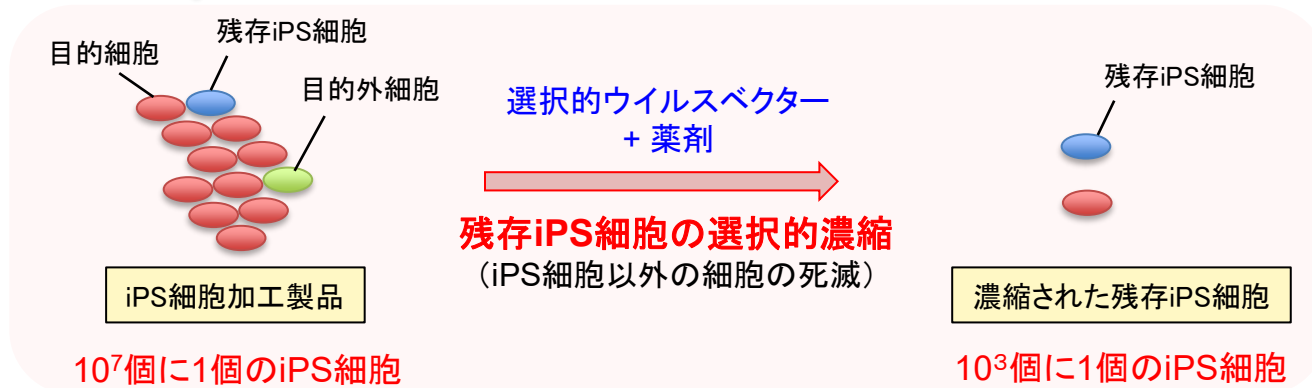 目的細胞
残存iPS細胞
目的外細胞
iPS細胞加工製品
10⁷個に1個のiPS細胞
選択的ウイルスベクター
+ 薬剤
残存iPS細胞の選択的濃縮
（iPS細胞以外の細胞の死滅）
残存iPS細胞
濃縮された残存iPS細胞
10³個に1個のiPS細胞